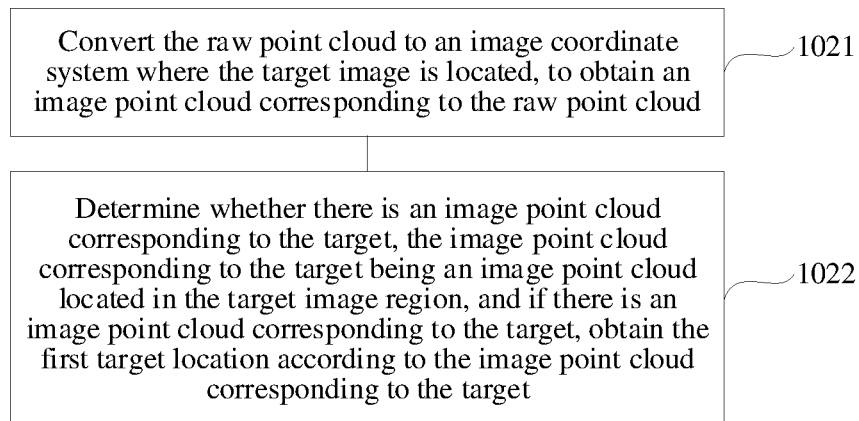 Convert the raw point cloud to an image coordinate
system where the target image is located, to obtain an
image point cloud corresponding to the raw point cloud
1021
Determine whether there is an image point cloud
corresponding to the target, the image point cloud
corresponding to the target being an image point cloud
located in the target image region, and if there is an
image point cloud corresponding to the target, obtain the
first target location according to the image point cloud
corresponding to the target
1022